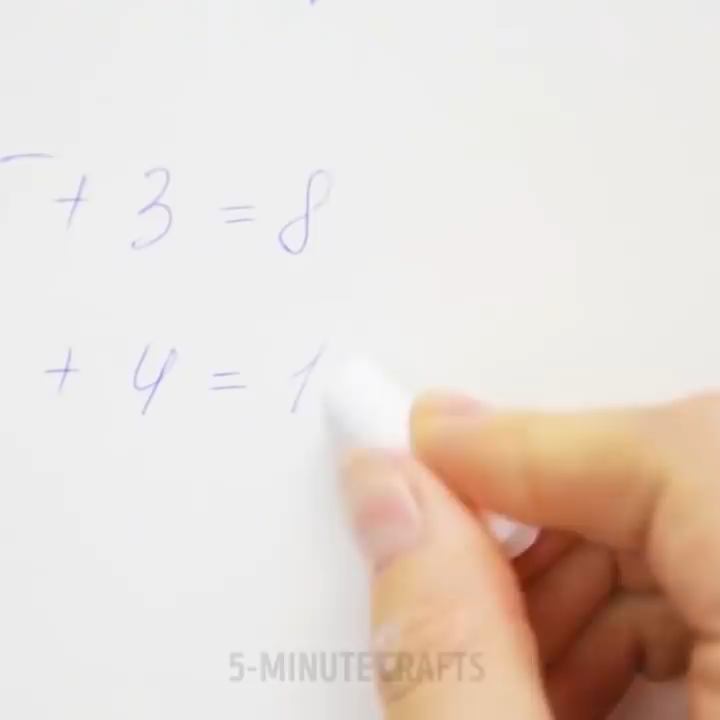 + 3 = 8
+ 4 = 1
5-MINUTE CRAFTS